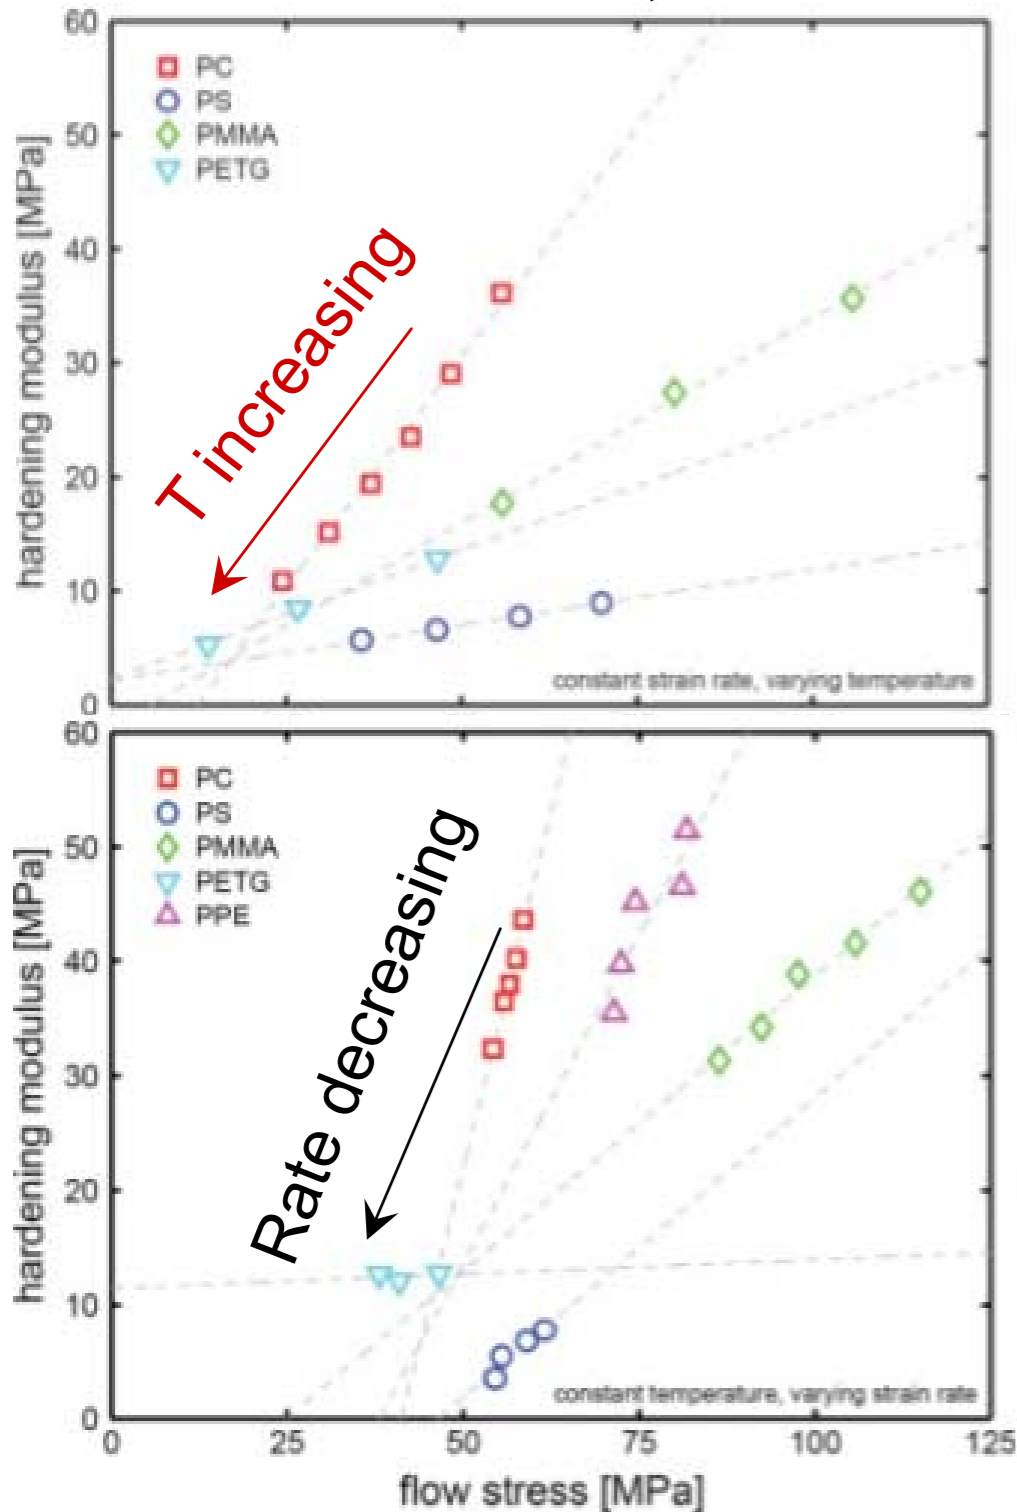 60
50
40
30
20
10
0
hardening modulus [MPa]
PC
PS
PMMA
PETG
T increasing
constant strain rate, varying temperature
60
50
40
30
20
10
0
hardening modulus [MPa]
PC
PS
PMMA
PETG
PPE
Rate decreasing
constant temperature, varying strain rate
0 25 50 75 100 125
flow stress [MPa]